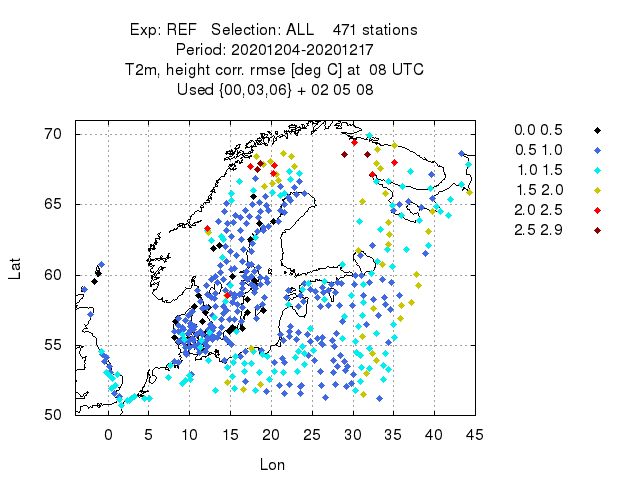 Exp: REF   Selection: ALL    471 stations
Period: 20201204-20201217
T2m, height corr. rmse [deg C] at  08 UTC
Used {00,03,06} + 02 05 08
0.0 0.5
0.5 1.0
1.0 1.5
1.5 2.0
2.0 2.5
2.5 2.9
70
65
60
55
50
Lat
0 5 10 15 20 25 30 35 40 45
Lon